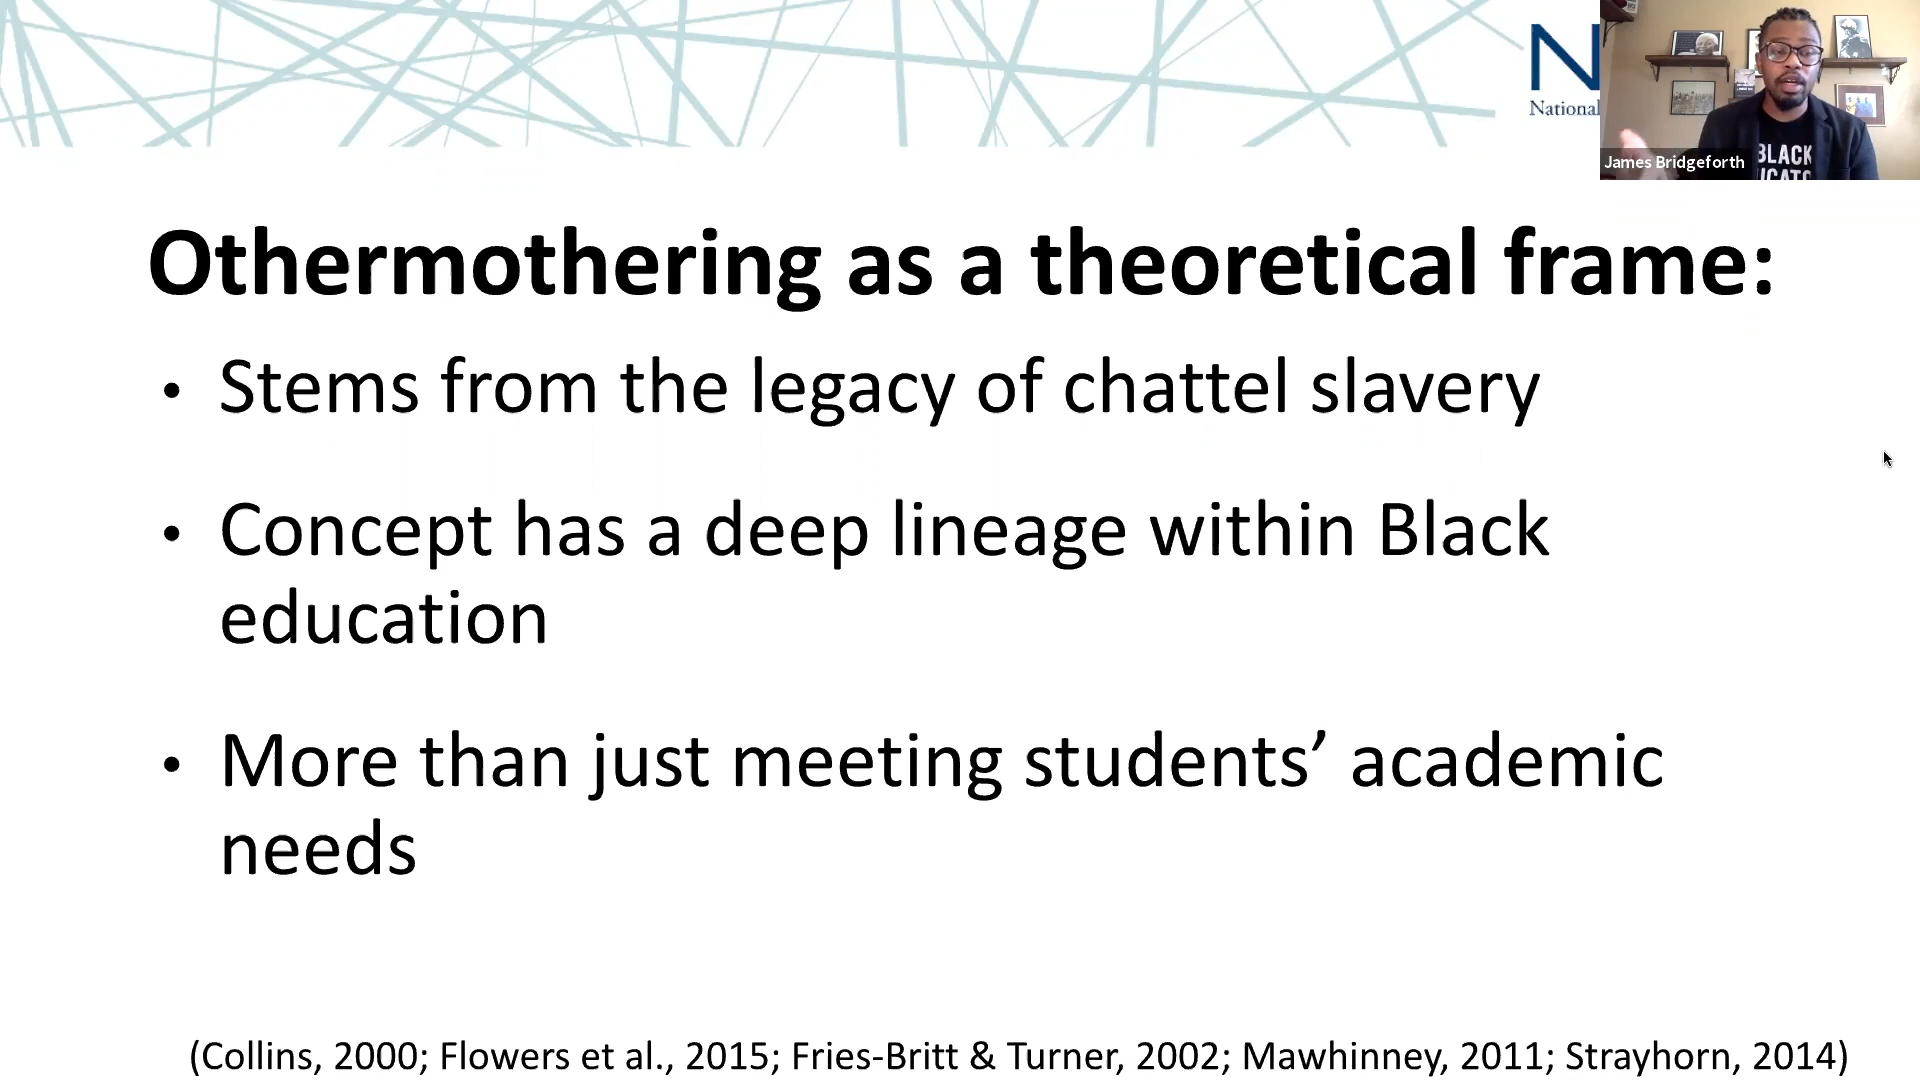 N
National
James Bridgeforth
BLACK
Othermothering as a theoretical frame:
• Stems from the legacy of chattel slavery
• Concept has a deep lineage within Black
education
• More than just meeting students’ academic
needs
(Collins, 2000; Flowers et al., 2015; Fries-Britt & Turner, 2002; Mawhinney, 2011; Strayhorn, 2014)